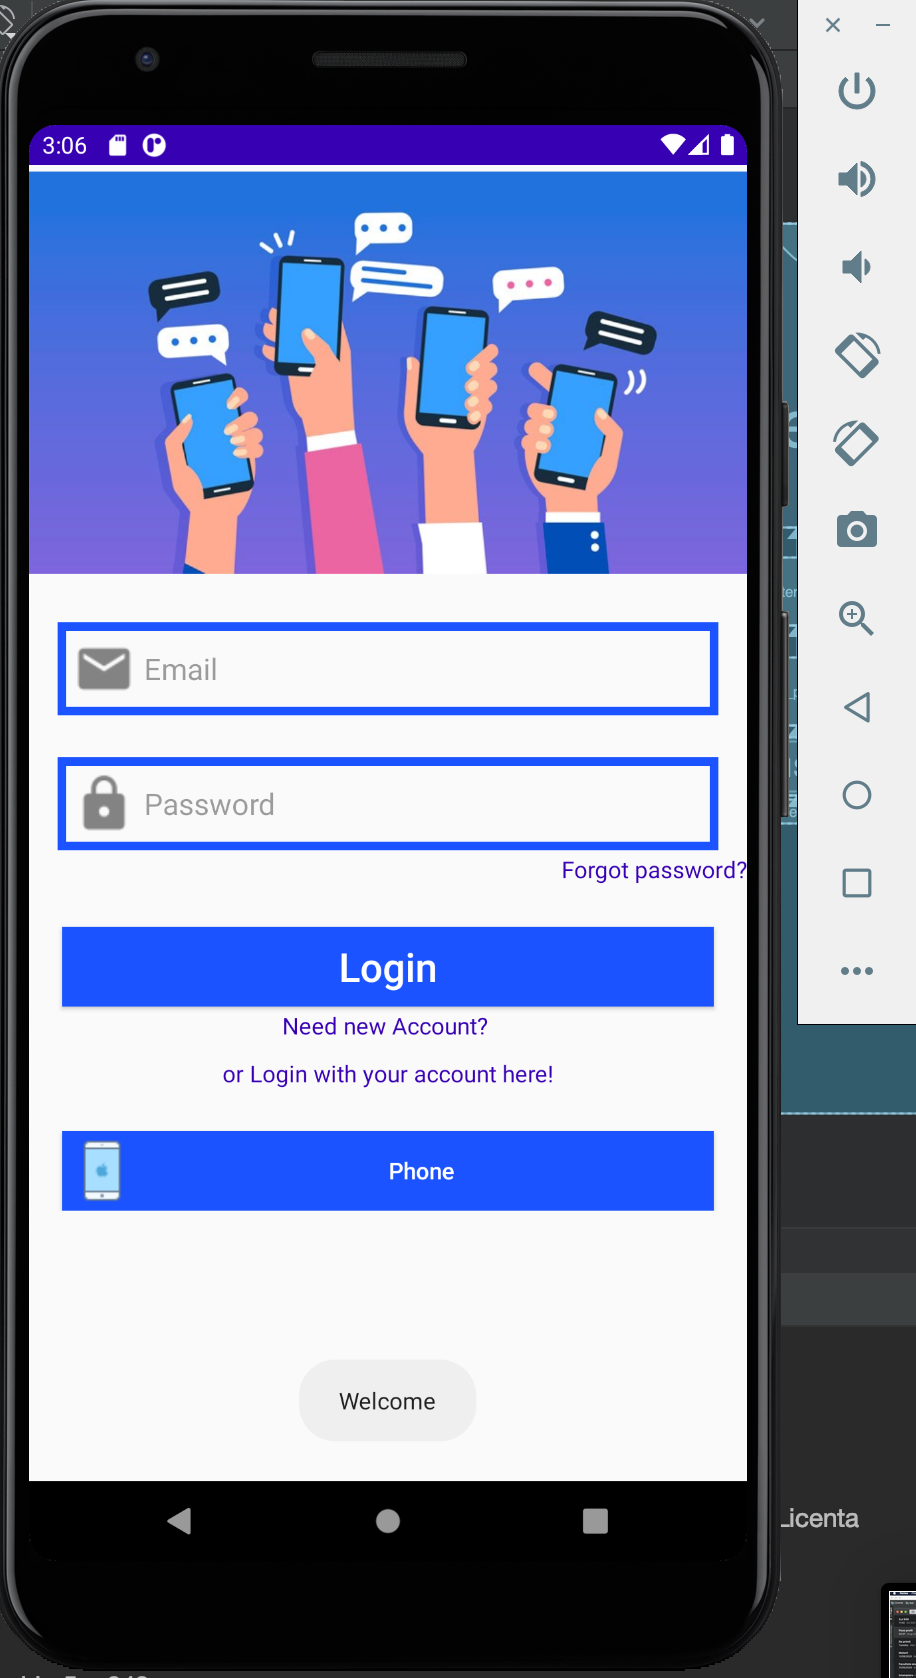 3:06
Email
Password
Forgot password?
Login
Need new Account?
or Login with your account here!
Phone
Welcome
Licenta